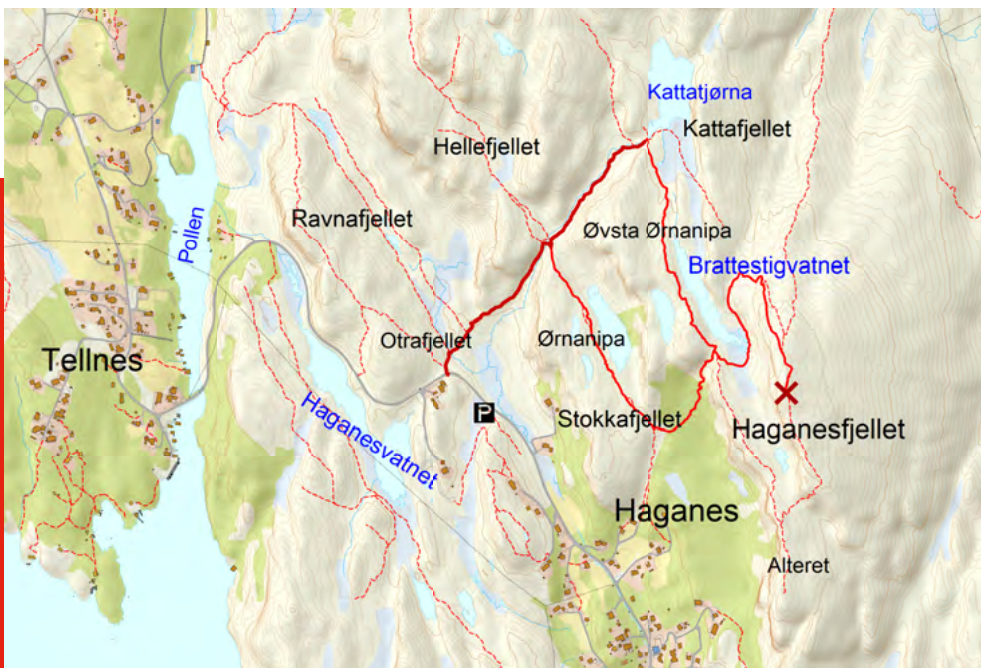 Kattatjørna
Kattafjellet
Hellefjellet
Ravnafjellet
Øvsta Ørnanipa
Pollen
Brattestigvatnet
Otrafjellet
Ørnanipa
Tellnes
P
Stokkafjellet
Haganesfjellet
Haganesvatnet
Haganes
Alteret